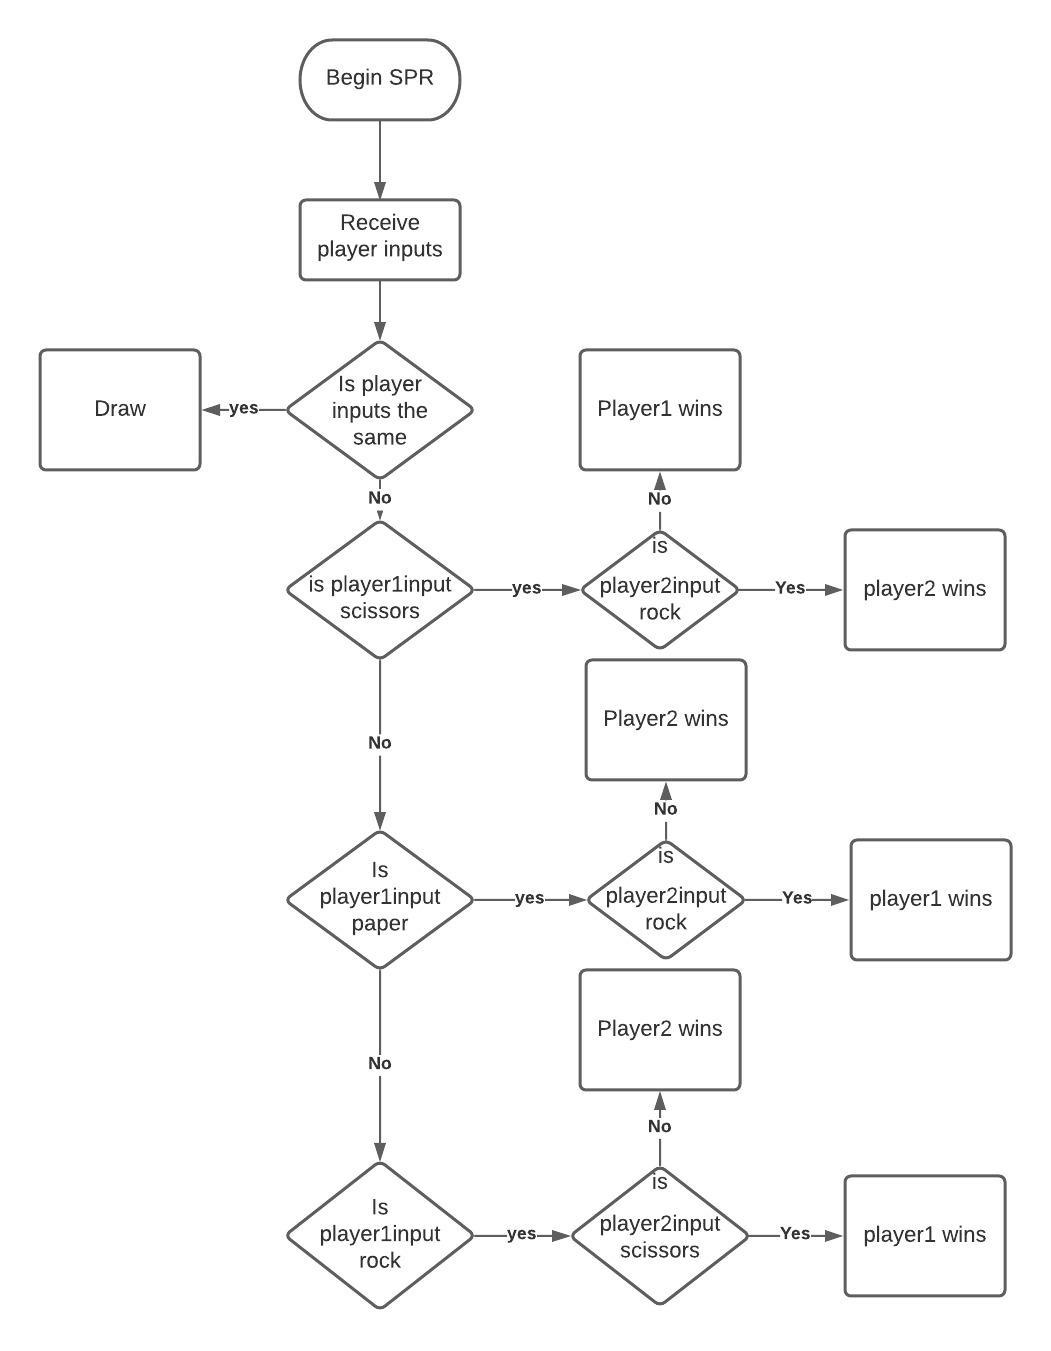 Begin SPR
Receive
player inputs
Is player
inputs the
same
yes
Draw
No
is player1input
scissors
yes
is
player2input
rock
No
Player1 wins
Yes
player2 wins
No
Is
player1input
paper
yes
is
player2input
rock
No
Player2 wins
Yes
player1 wins
No
Is
player1input
rock
yes
is
player2input
scissors
No
Player2 wins
Yes
player1 wins